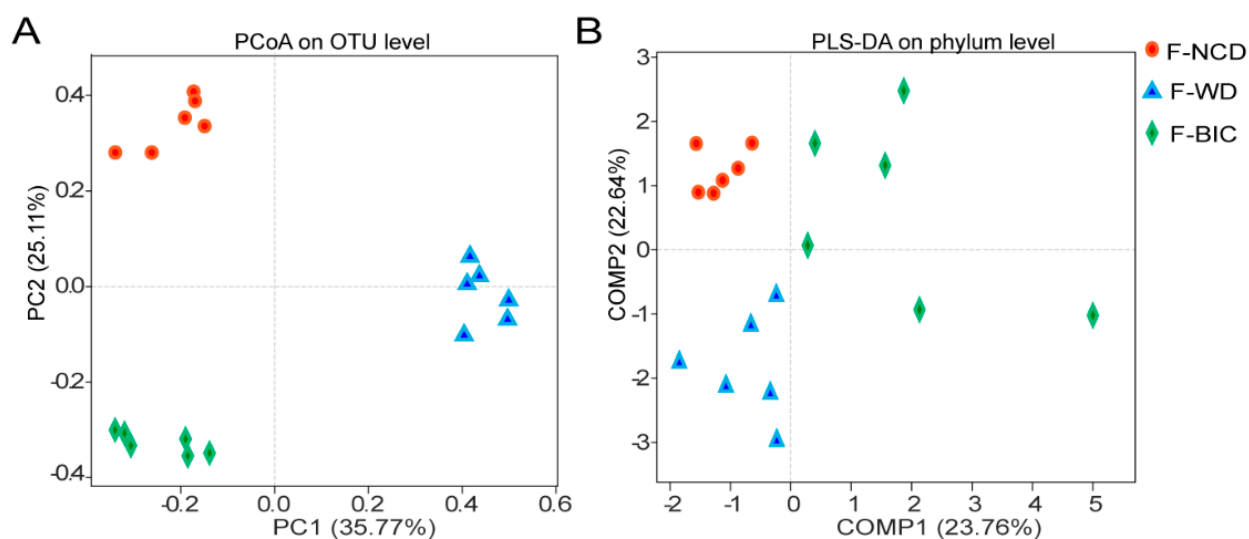 A
PCoA on OTU level
0.4
0.2
0.0
-0.2
-0.4
PC2 (25.11%)
-0.2
0.0
0.2
0.4
0.6
PC1 (35.77%)
B
PLS-DA on phylum level
3
2
1
0
-1
-2
-3
COMP2 (22.64%)
-2
-1
0
1
2
3
4
5
COMP1 (23.76%)
F-NCD
F-WD
F-BIC